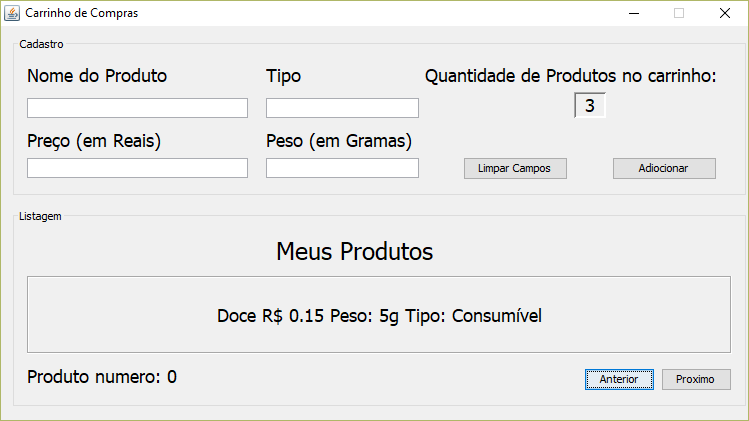 Carrinho de Compras
Cadastro
Nome do Produto Tipo Quantidade de Produtos no carrinho:
3
Preço (em Reais) Peso (em Gramas)
Limpar Campos Adiocionar
Listagem
Meus Produtos
Doce R$ 0.15 Peso: 5g Tipo: Consumível
Produto numero: 0 Anterior Proximo